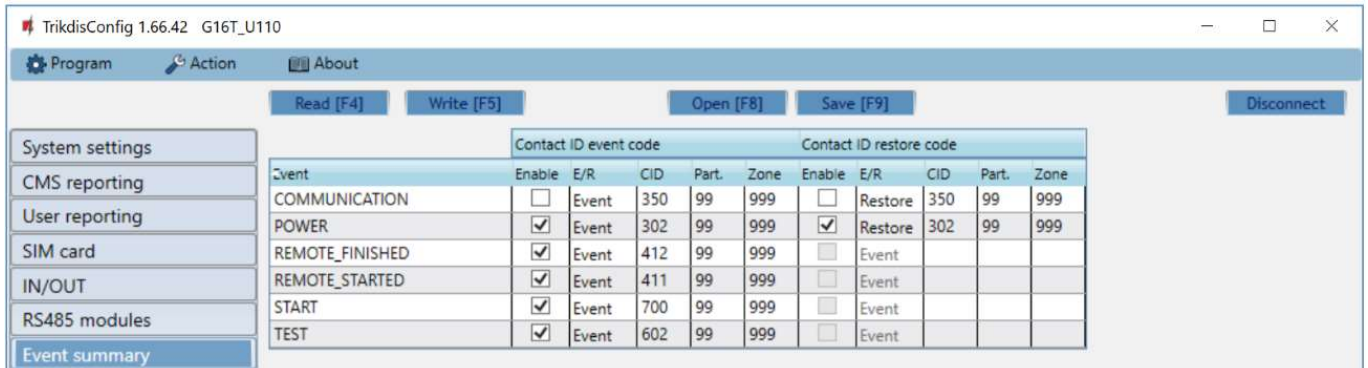 TrikdisConfig 1.66.42 G16T_U110
Program Action About
Read [F4] Write [F5] Open [F8] Save [F9] Disconnect
System settings
CMS reporting
User reporting
SIM card
IN/OUT
RS485 modules
Event summary
Contact ID event code Contact ID restore code
Event Enable E/R CID Part. Zone Enable E/R CID Part. Zone
COMMUNICATION Event 350 99 999 Restore 350 99 999
POWER Event 302 99 999 Restore 302 99 999
REMOTE_FINISHED Event 412 99 999 Event
REMOTE_STARTED Event 411 99 999 Event
START Event 700 99 999 Event
TEST Event 602 99 999 Event